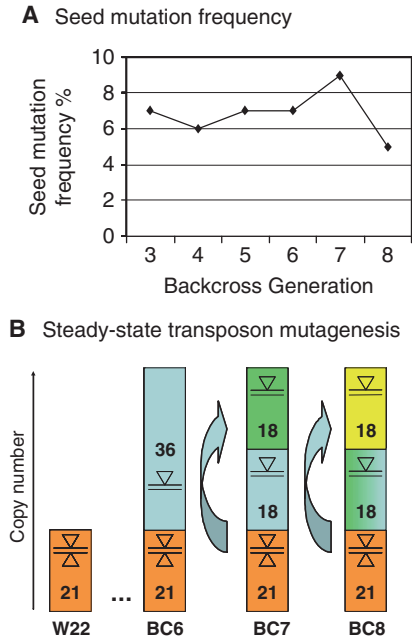 A Seed mutation frequency
Seed mutation
frequency %
10
8
6
4
2
0
3 4 5 6 7 8
Backcross Generation
B Steady-state transposon mutagenesis
Copy number
36
18
18
18
18
21
...
21
21
21
W22
BC6
BC7
BC8